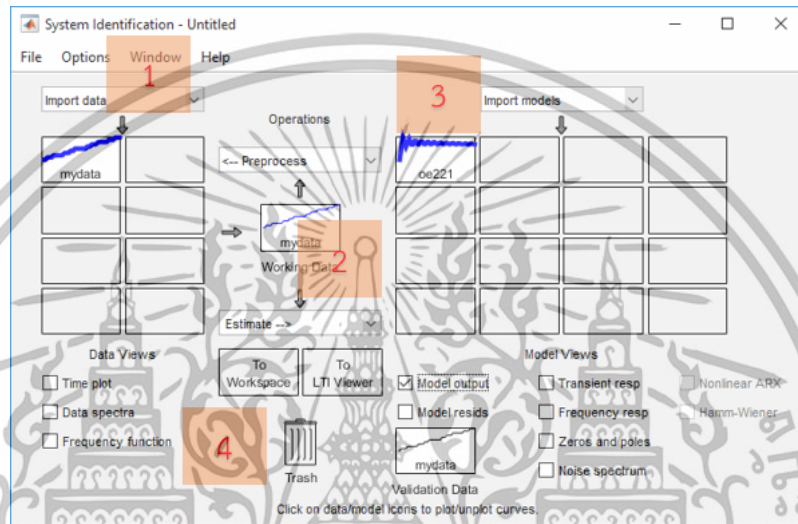 System Identification - Untitled
File Options Window Help
1
3
Import data
Import models
Operations
mydata
<-- Preprocess
oe221
mydata
Working Data
2
Estimate -->
Data Views
To Workspace
To LTI Viewer
Model Views
Time plot
Model output
Transient resp
Nonlinear ARX
Data spectra
Model resids
Frequency resp
Hamm-Wiener
Frequency function
4
Trash
mydata
Zeros and poles
Noise spectrum
Validation Data
Click on data/model icons to plot/unplot curves.